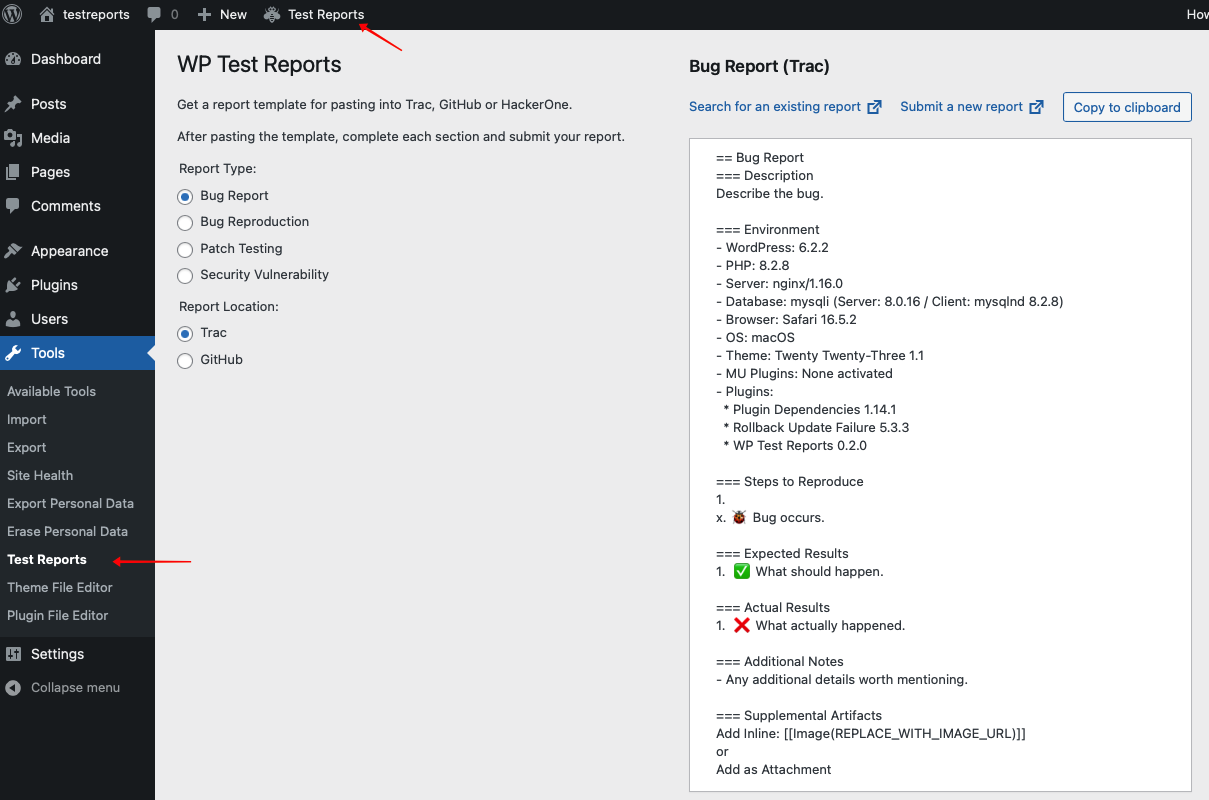 testreports
0
New
Test Reports
How
Dashboard
Posts
Media
Pages
Comments
Appearance
Plugins
Users
Tools
Available Tools
Import
Export
Site Health
Export Personal Data
Erase Personal Data
Test Reports
Theme File Editor
Plugin File Editor
Settings
Collapse menu
WP Test Reports
Get a report template for pasting into Trac, GitHub or HackerOne.
After pasting the template, complete each section and submit your report.
Report Type:
Bug Report
Bug Reproduction
Patch Testing
Security Vulnerability
Report Location:
Trac
GitHub
Bug Report (Trac)
Search for an existing report
Submit a new report
Copy to clipboard
== Bug Report
=== Description
Describe the bug.
=== Environment
- WordPress: 6.2.2
- PHP: 8.2.8
- Server: nginx/1.16.0
- Database: mysqli (Server: 8.0.16 / Client: mysqlnd 8.2.8)
- Browser: Safari 16.5.2
- OS: macOS
- Theme: Twenty Twenty-Three 1.1
- MU Plugins: None activated
- Plugins:
* Plugin Dependencies 1.14.1
* Rollback Update Failure 5.3.3
* WP Test Reports 0.2.0
=== Steps to Reproduce
1.
x. 🐞 Bug occurs.
=== Expected Results
1. ✅ What should happen.
=== Actual Results
1. ❌ What actually happened.
=== Additional Notes
- Any additional details worth mentioning.
=== Supplemental Artifacts
Add Inline: [[Image(REPLACE_WITH_IMAGE_URL)]]
or
Add as Attachment